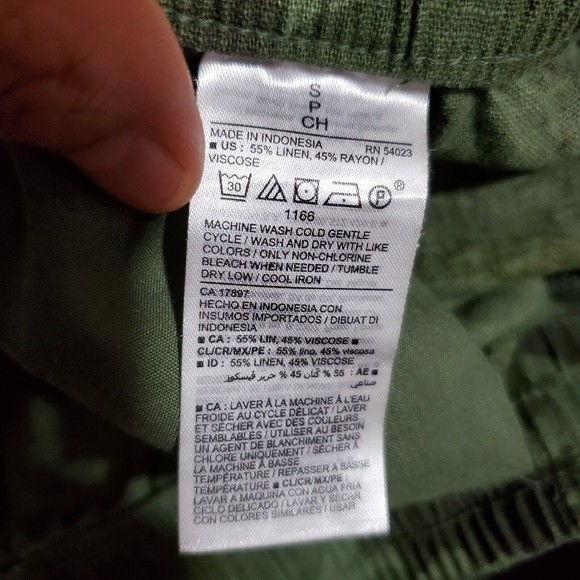 S
P
CH
MADE IN INDONESIA RN 54023
■ US : 55% LINEN, 45% RAYON /
VISCOSE
30 P ®
1166
MACHINE WASH COLD GENTLE
CYCLE / WASH AND DRY WITH LIKE
COLORS / ONLY NON-CHLORINE
BLEACH WHEN NEEDED / TUMBLE
DRY LOW / COOL IRON
CA 17897
HECHO EN INDONESIA CON
INSUMOS IMPORTADOS / DIBUAT DI
INDONESIA
■ CA : 55% LIN, 45% VISCOSE ■
CL/CR/MX/PE : 55% lino, 45% viscosa
■ ID : 55% LINEN, 45% VISCOSE ■
AE : 55 % كتان 45 % حرير فيسكوز
صناعي
■ CA : LAVER À LA MACHINE À L'EAU
FROIDE AU CYCLE DÉLICAT / LAVER
ET SÉCHER AVEC DES COULEURS
SEMBLABLES / UTILISER AU BESOIN
UN AGENT DE BLANCHIMENT SANS
CHLORE UNIQUEMENT / SÉCHER À
LA MACHINE À BASSE
TEMPÉRATURE / REPASSER À BASSE
TEMPÉRATURE ■ CL/CR/MX/PE :
LAVAR A MAQUINA CON AGUA FRIA
CICLO DELICADO / LAVAR Y SECAR
CON COLORES SIMILARES / USAR